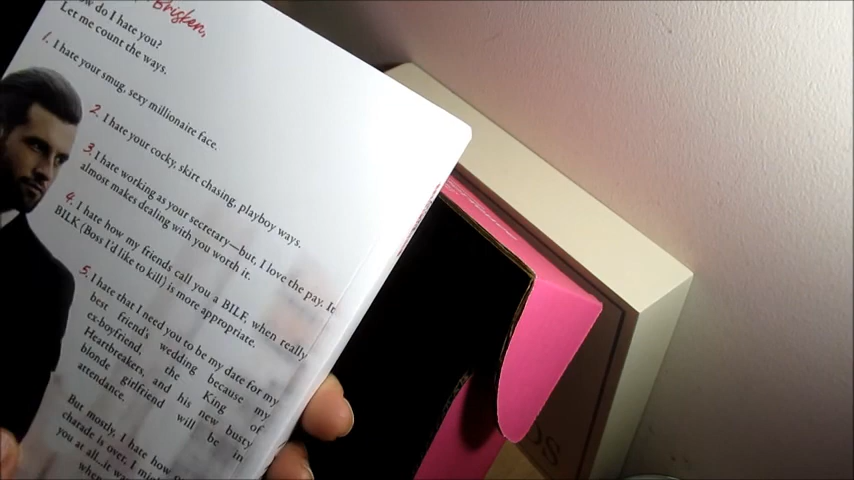 Brisken,
How do I hate you?
Let me count the ways.
1. I hate your smug, sexy millionaire face.
2. I hate your cocky, skirt chasing, playboy ways.
3. I hate working as your secretary—but, I love the pay. It
almost makes dealing with you worth it.
4. I hate how my friends call you a BILF, when really
BILK (Boss I'd like to kill) is more appropriate.
5. I hate that I need you to be my date for my
best friend's wedding because my
ex-boyfriend, the King of
Heartbreakers, and his new busty
blonde girlfriend will be in
attendance.
But mostly, I hate how
charade is over, I
you at all...it
when